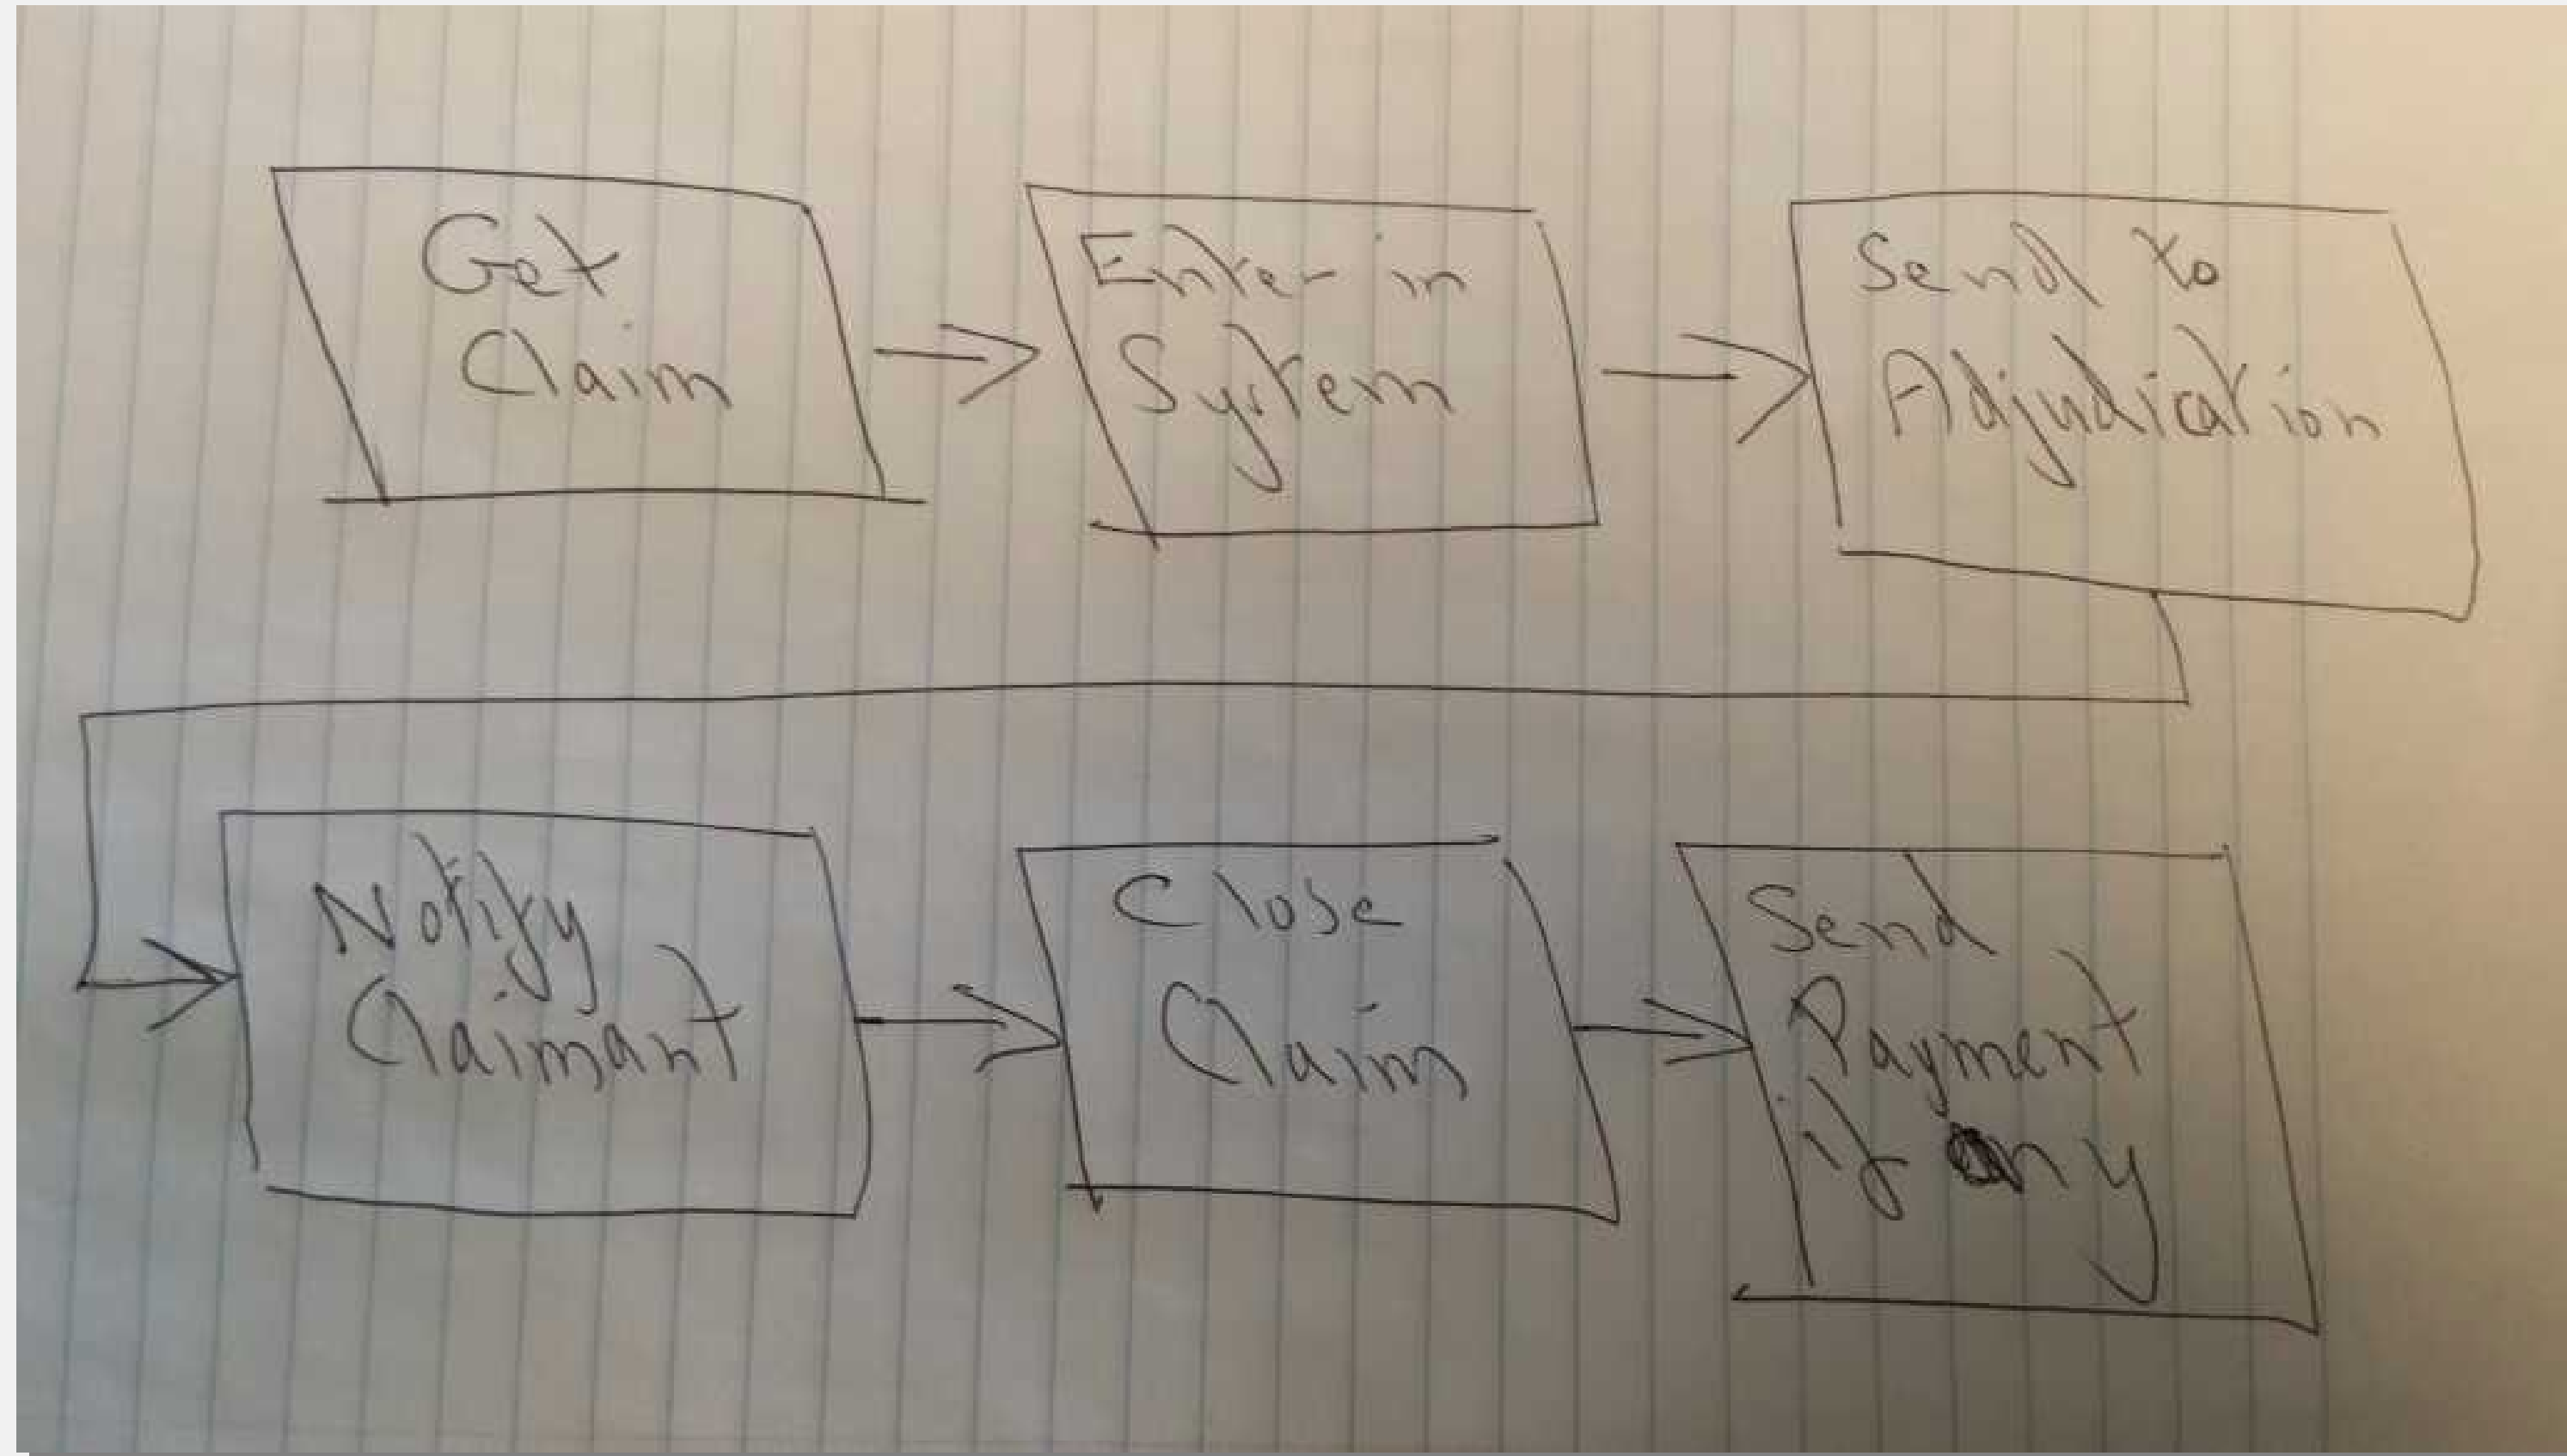 Get
Claim
Enter in
System
Send to
Adjudication
Notify
Claimant
Close
Claim
Send
Payment
if any